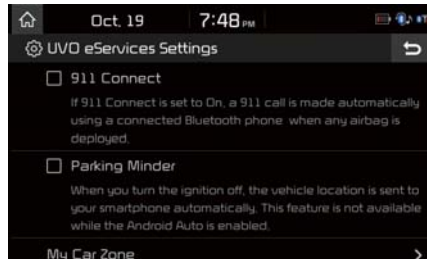 Oct. 19 7:48 PM
UVO eServices Settings
911 Connect
If 911 Connect is set to On, a 911 call is made automatically
using a connected Bluetooth phone when any airbag is
deployed.
Parking Minder
When you turn the ignition off, the vehicle location is sent to
your smartphone automatically. This feature is not available
while the Android Auto is enabled.
My Car Zone